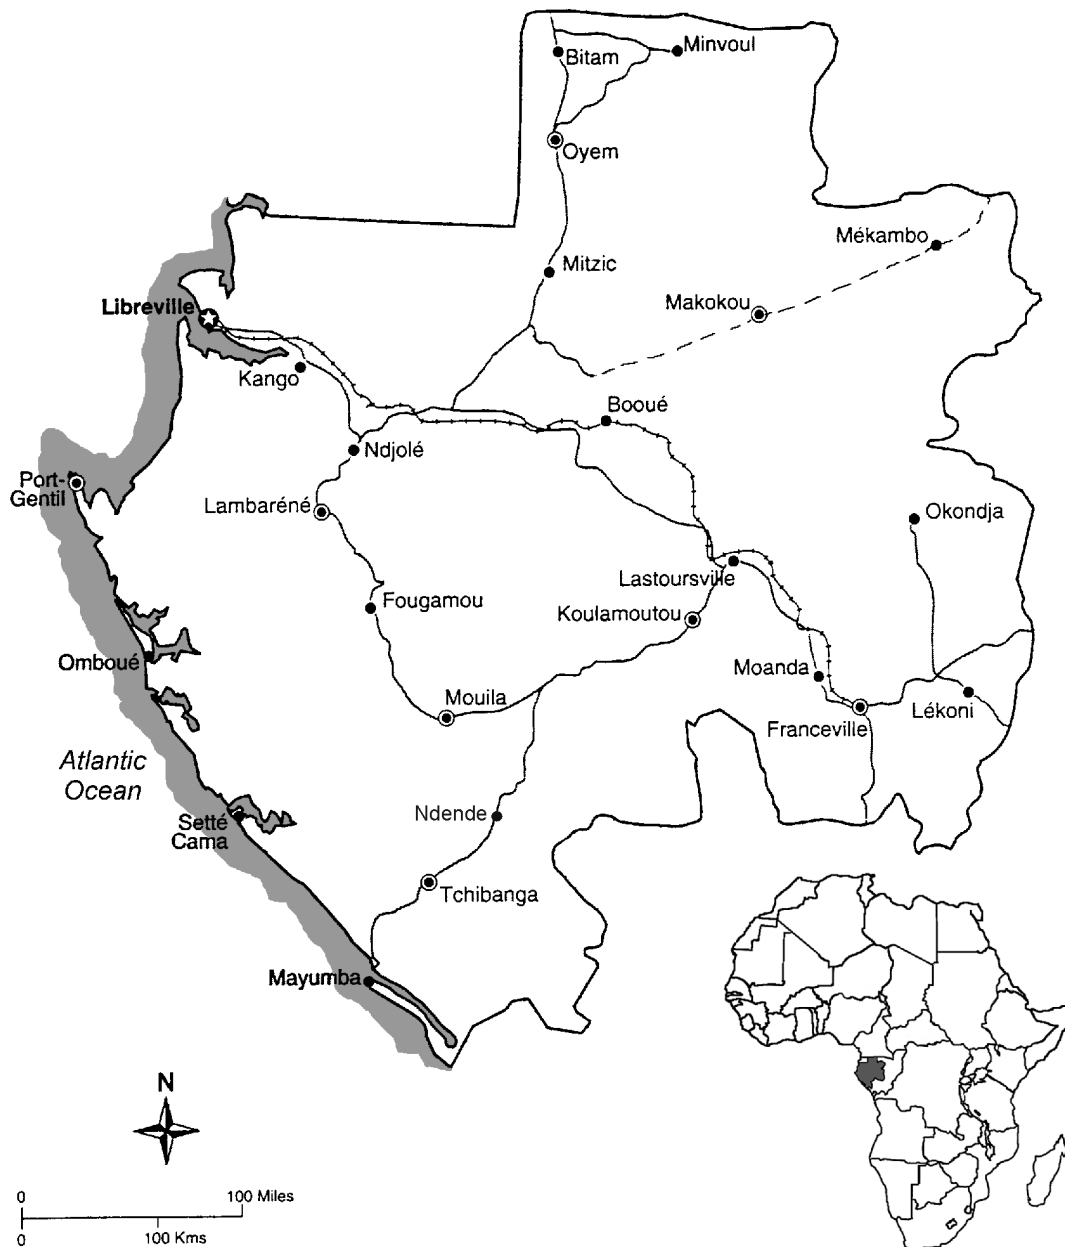 Bitam
Minvoul
Oyem
Mékambo
Mitzic
Libreville
Makokou
Kango
Booué
Ndjolé
Port-
Gentil
Lambaréné
Okondja
Lastoursville
Fougamou
Koulamoutou
Omboué
Moanda
Mouila
Lékoni
Franceville
Atlantic
Ocean
Ndende
Setté
Cama
Tchibanga
Mayumba
N
0
100 Miles
0
100 Kms